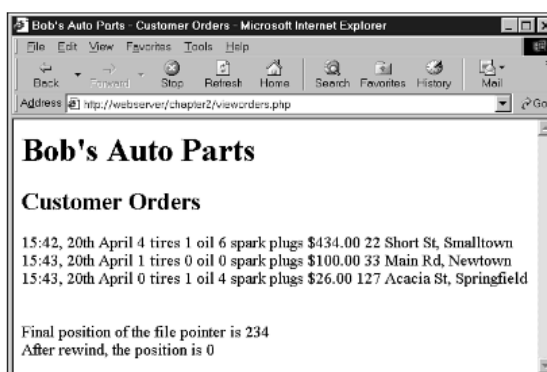 Bob's Auto Parts - Customer Orders - Microsoft Internet Explorer
File Edit View Favorites Tools Help
Back Forward Stop Refresh Home Search Favorites History Mail
Address http://webserver/chapter2/vieworders.php Go
Bob's Auto Parts
Customer Orders
15:42, 20th April 4 tires 1 oil 6 spark plugs $434.00 22 Short St, Smalltown
15:43, 20th April 1 tires 0 oil 0 spark plugs $100.00 33 Main Rd, Newtown
15:43, 20th April 0 tires 1 oil 4 spark plugs $26.00 127 Acacia St, Springfield
Final position of the file pointer is 234
After rewind, the position is 0